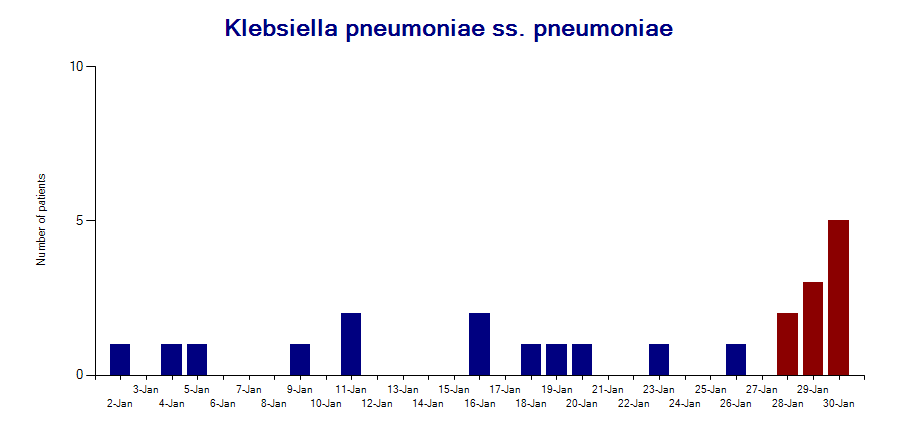 Klebsiella pneumoniae ss. pneumoniae
10
5
0
Number of patients
3-Jan 5-Jan 7-Jan 9-Jan 11-Jan 13-Jan 15-Jan 17-Jan 19-Jan 21-Jan 23-Jan 25-Jan 27-Jan 29-Jan
2-Jan 4-Jan 6-Jan 8-Jan 10-Jan 12-Jan 14-Jan 16-Jan 18-Jan 20-Jan 22-Jan 24-Jan 26-Jan 28-Jan 30-Jan